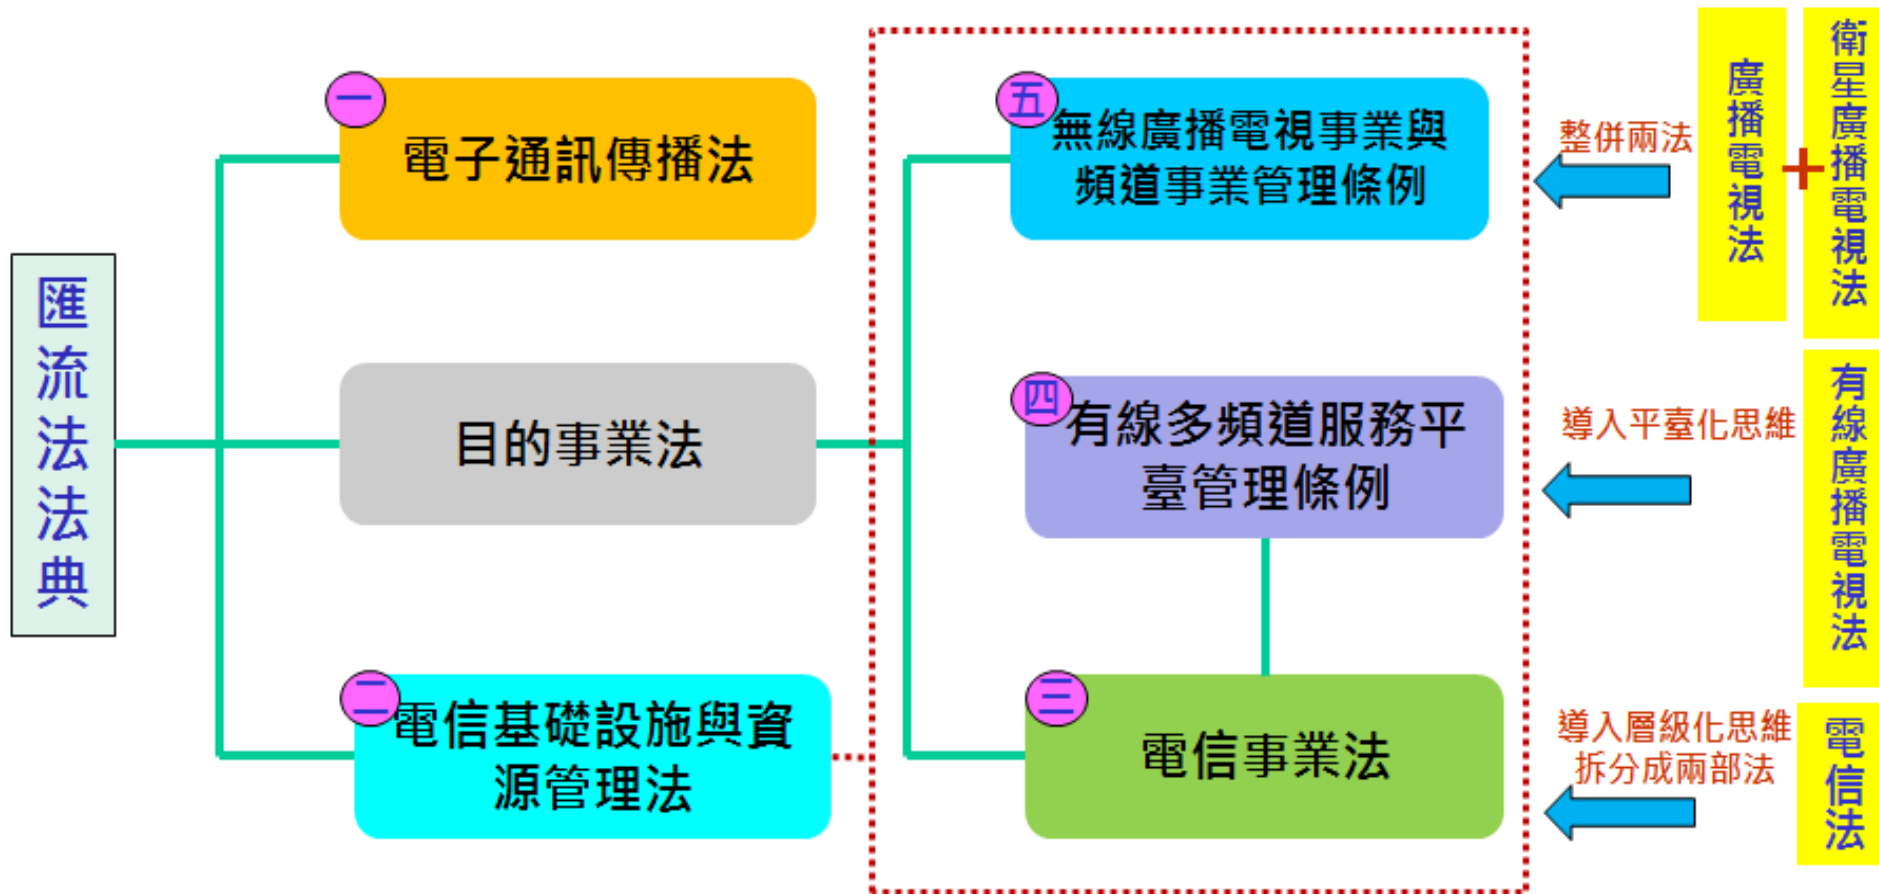 匯流法法典
一
電子通訊傳播法
目的事業法
二
電信基礎設施與資
源管理法
五
無線廣播電視事業與
頻道事業管理條例
四
有線多頻道服務平
臺管理條例
三
電信事業法
整併兩法
廣播電視法
+
衛星廣播電視法
導入平臺化思維
有線廣播電視法
導入層級化思維
拆分成兩部法
電信法